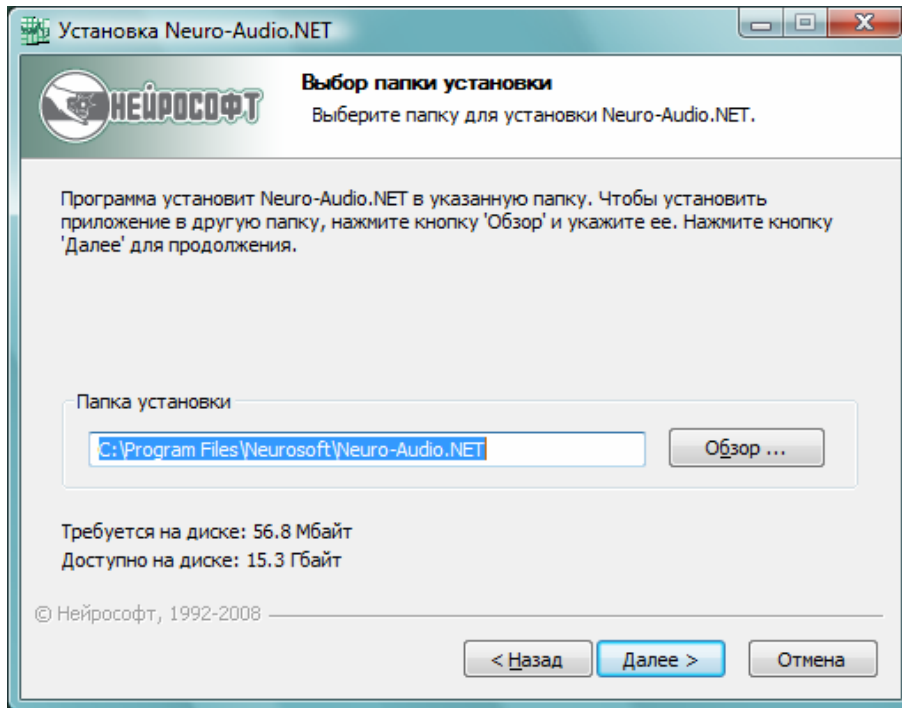 Установка Neuro-Audio.NET
НЕЙРОСОФТ
Выбор папки установки
Выберите папку для установки Neuro-Audio.NET.
Программа установит Neuro-Audio.NET в указанную папку. Чтобы установить
приложение в другую папку, нажмите кнопку 'Обзор' и укажите ее. Нажмите кнопку
'Далее' для продолжения.
Папка установки
C:\Program Files\Neurosoft\Neuro-Audio.NET
Обзор ...
Требуется на диске: 56.8 Мбайт
Доступно на диске: 15.3 Гбайт
© Нейрософт, 1992-2008
< Назад
Далее >
Отмена